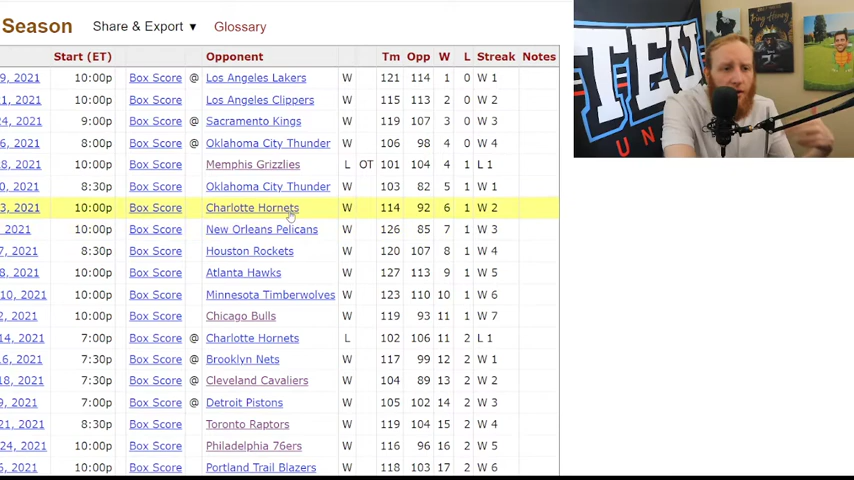 Season Share & Export ▼ Glossary
Start (ET) Opponent Tm Opp W L Streak Notes
9, 2021 10:00p Box Score @ Los Angeles Lakers W 121 114 1 0 W 1
1, 2021 10:00p Box Score Los Angeles Clippers W 115 113 2 0 W 2
24, 2021 9:00p Box Score @ Sacramento Kings W 119 107 3 0 W 3
6, 2021 8:00p Box Score @ Oklahoma City Thunder W 106 98 4 0 W 4
8, 2021 10:00p Box Score Memphis Grizzlies L OT 101 104 4 1 L 1
0, 2021 8:30p Box Score Oklahoma City Thunder W 103 82 5 1 W 1
3, 2021 10:00p Box Score Charlotte Hornets W 114 92 6 1 W 2
, 2021 10:00p Box Score New Orleans Pelicans W 126 85 7 1 W 3
7, 2021 8:30p Box Score Houston Rockets W 120 107 8 1 W 4
8, 2021 10:00p Box Score Atlanta Hawks W 127 113 9 1 W 5
10, 2021 10:00p Box Score Minnesota Timberwolves W 123 110 10 1 W 6
2, 2021 10:00p Box Score Chicago Bulls W 119 93 11 1 W 7
14, 2021 7:00p Box Score @ Charlotte Hornets L 102 106 11 2 L 1
16, 2021 7:30p Box Score @ Brooklyn Nets W 117 99 12 2 W 1
18, 2021 7:30p Box Score @ Cleveland Cavaliers W 104 89 13 2 W 2
9, 2021 7:00p Box Score @ Detroit Pistons W 105 102 14 2 W 3
21, 2021 8:30p Box Score Toronto Raptors W 119 104 15 2 W 4
24, 2021 10:00p Box Score Philadelphia 76ers W 116 96 16 2 W 5
6, 2021 10:00p Box Score Portland Trail Blazers W 118 103 17 2 W 6
TEU
UN